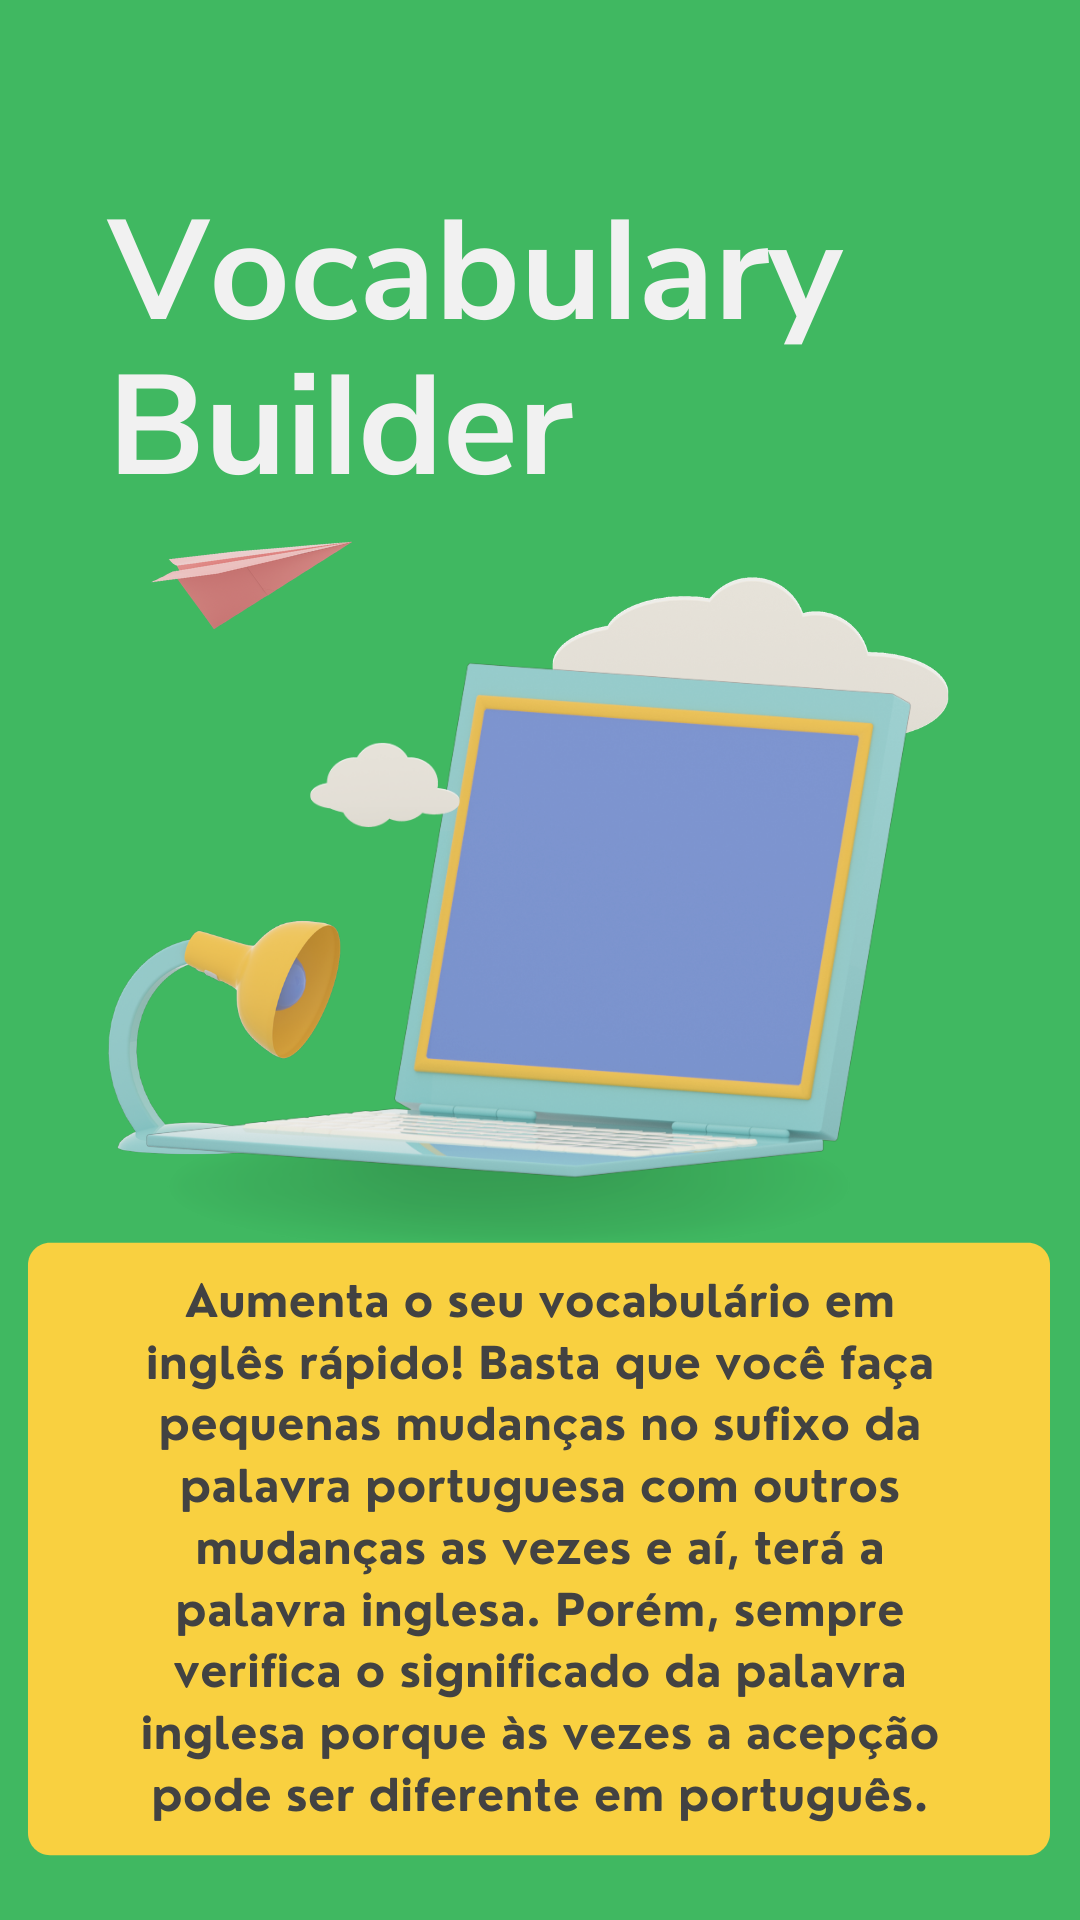 Vocabulary
Builder
Aumenta o seu vocabulário em
inglês rápido! Basta que você faça
pequenas mudanças no sufixo da
palavra portuguesa com outros
mudanças as vezes e aí, terá a
palavra inglesa. Porém, sempre
verifica o significado da palavra
inglesa porque às vezes a acepção
pode ser diferente em português.